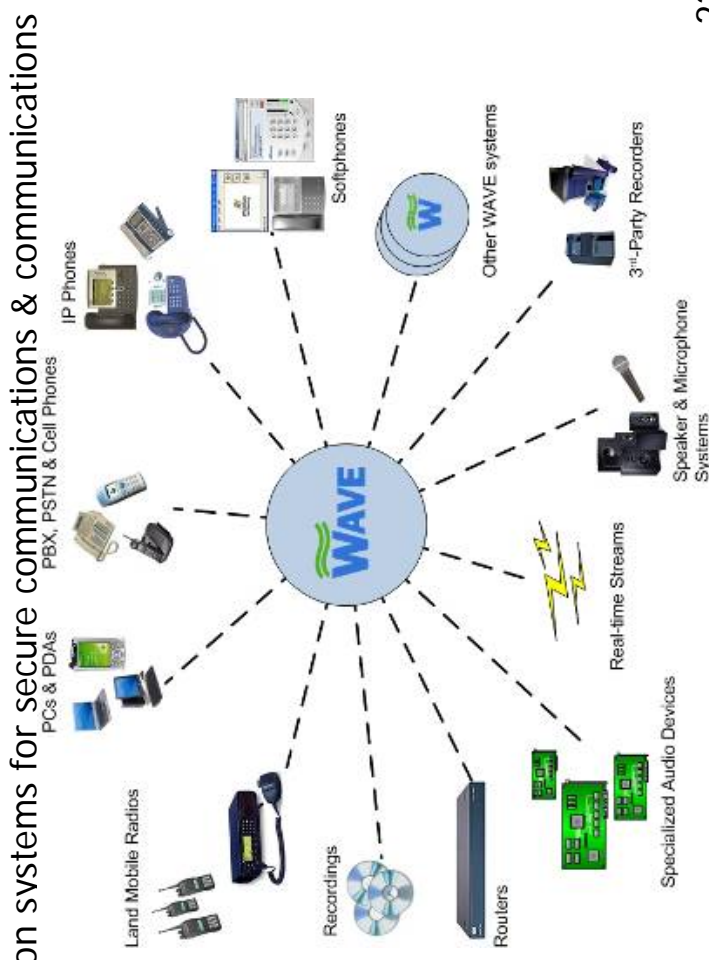 on systems for secure communications & communications
PCs & PDAs
PBX, PSTN & Cell Phones
IP Phones
Land Mobile Radios
Softphones
Recordings
WAVE
W
Other WAVE systems
Routers
3rd-Party Recorders
Specialized Audio Devices
Real-time Streams
Speaker & Microphone
Systems